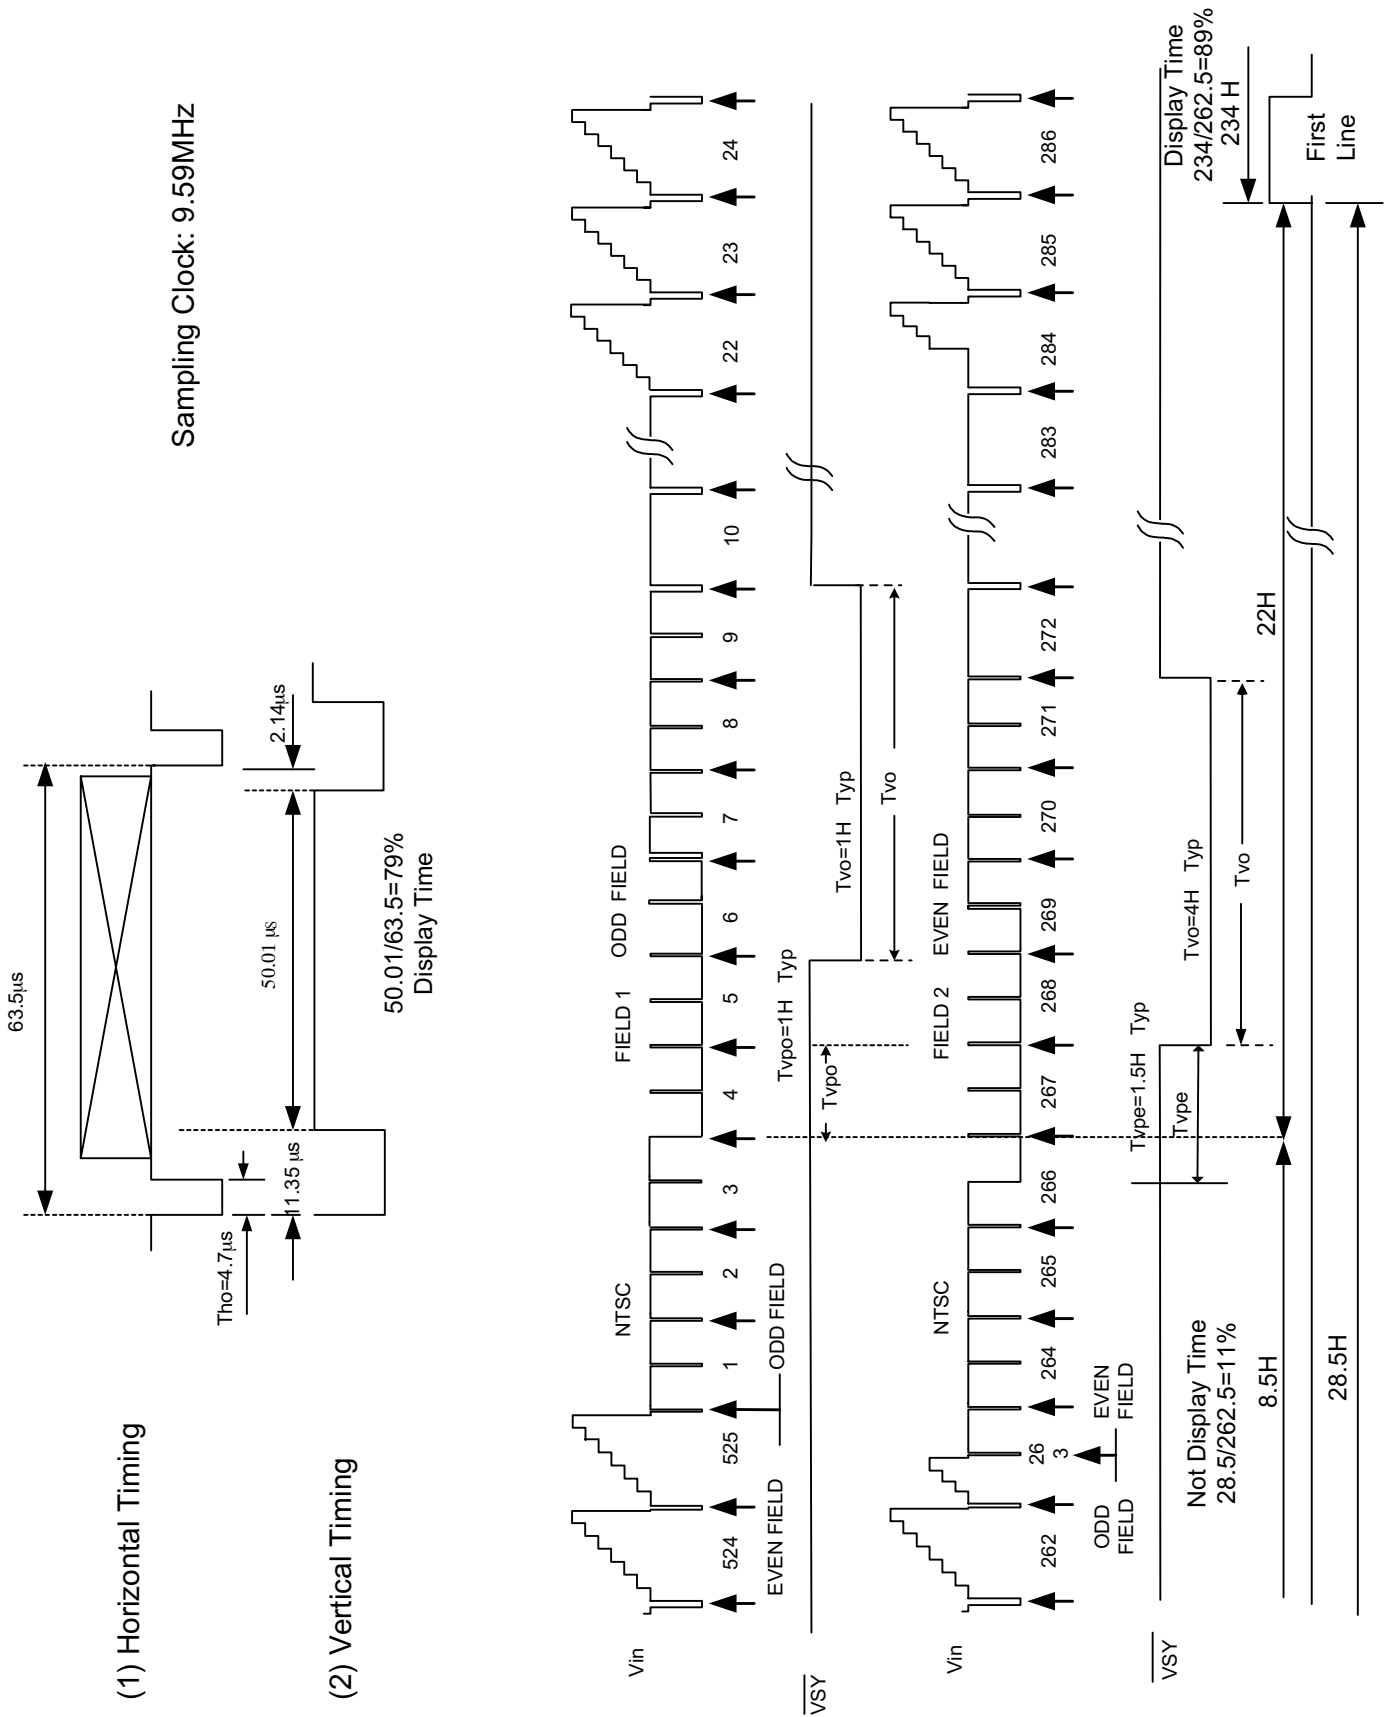 (1) Horizontal Timing
Sampling Clock: 9.59MHz
63.5μs
Tho=4.7μs
11.35 μs
50.01 μs
2.14μs
50.01/63.5=79%
Display Time
(2) Vertical Timing
NTSC
FIELD 1
ODD FIELD
Vin
524
525
1
2
3
4
5
6
7
8
9
10
22
23
24
EVEN FIELD
ODD FIELD
Tvpo=1H Typ
Tvo=1H Typ
Tvpo
Tvo
VSY
NTSC
FIELD 2
EVEN FIELD
Vin
262
26
3
264
265
266
267
268
269
270
271
272
283
284
285
286
ODD
FIELD
EVEN
FIELD
Tvpe=1.5H Typ
Tvo=4H Typ
Tvpe
Tvo
VSY
Display Time
234/262.5=89%
234 H
Not Display Time
28.5/262.5=11%
8.5H
22H
First
Line
28.5H